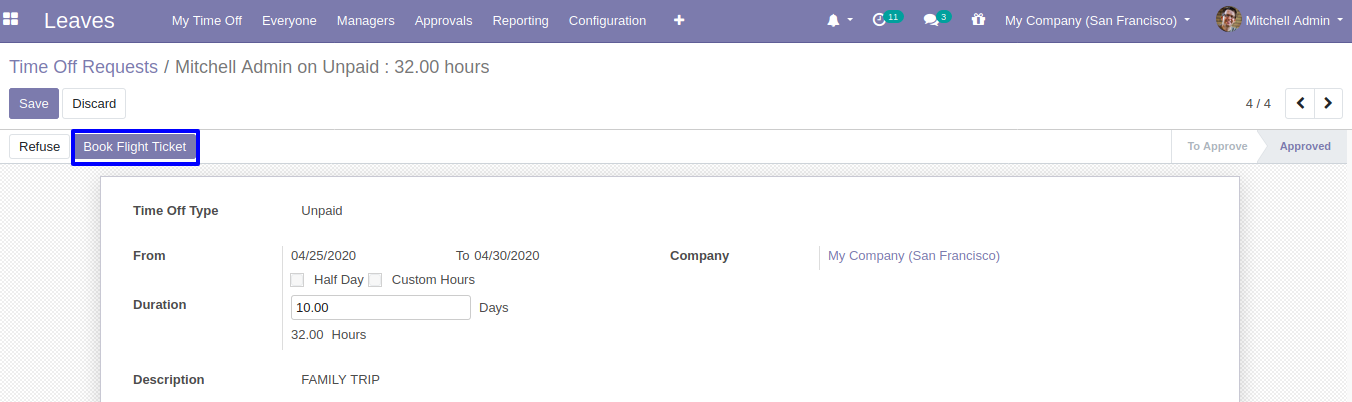 Leaves My Time Off Everyone Managers Approvals Reporting Configuration 11 3 My Company (San Francisco) Mitchell Admin
Time Off Requests / Mitchell Admin on Unpaid : 32.00 hours
Save Discard 4 / 4
Refuse Book Flight Ticket To Approve Approved
Time Off Type Unpaid
From 04/25/2020 To 04/30/2020 Company My Company (San Francisco)
Half Day Custom Hours
Duration 10.00 Days
32.00 Hours
Description FAMILY TRIP